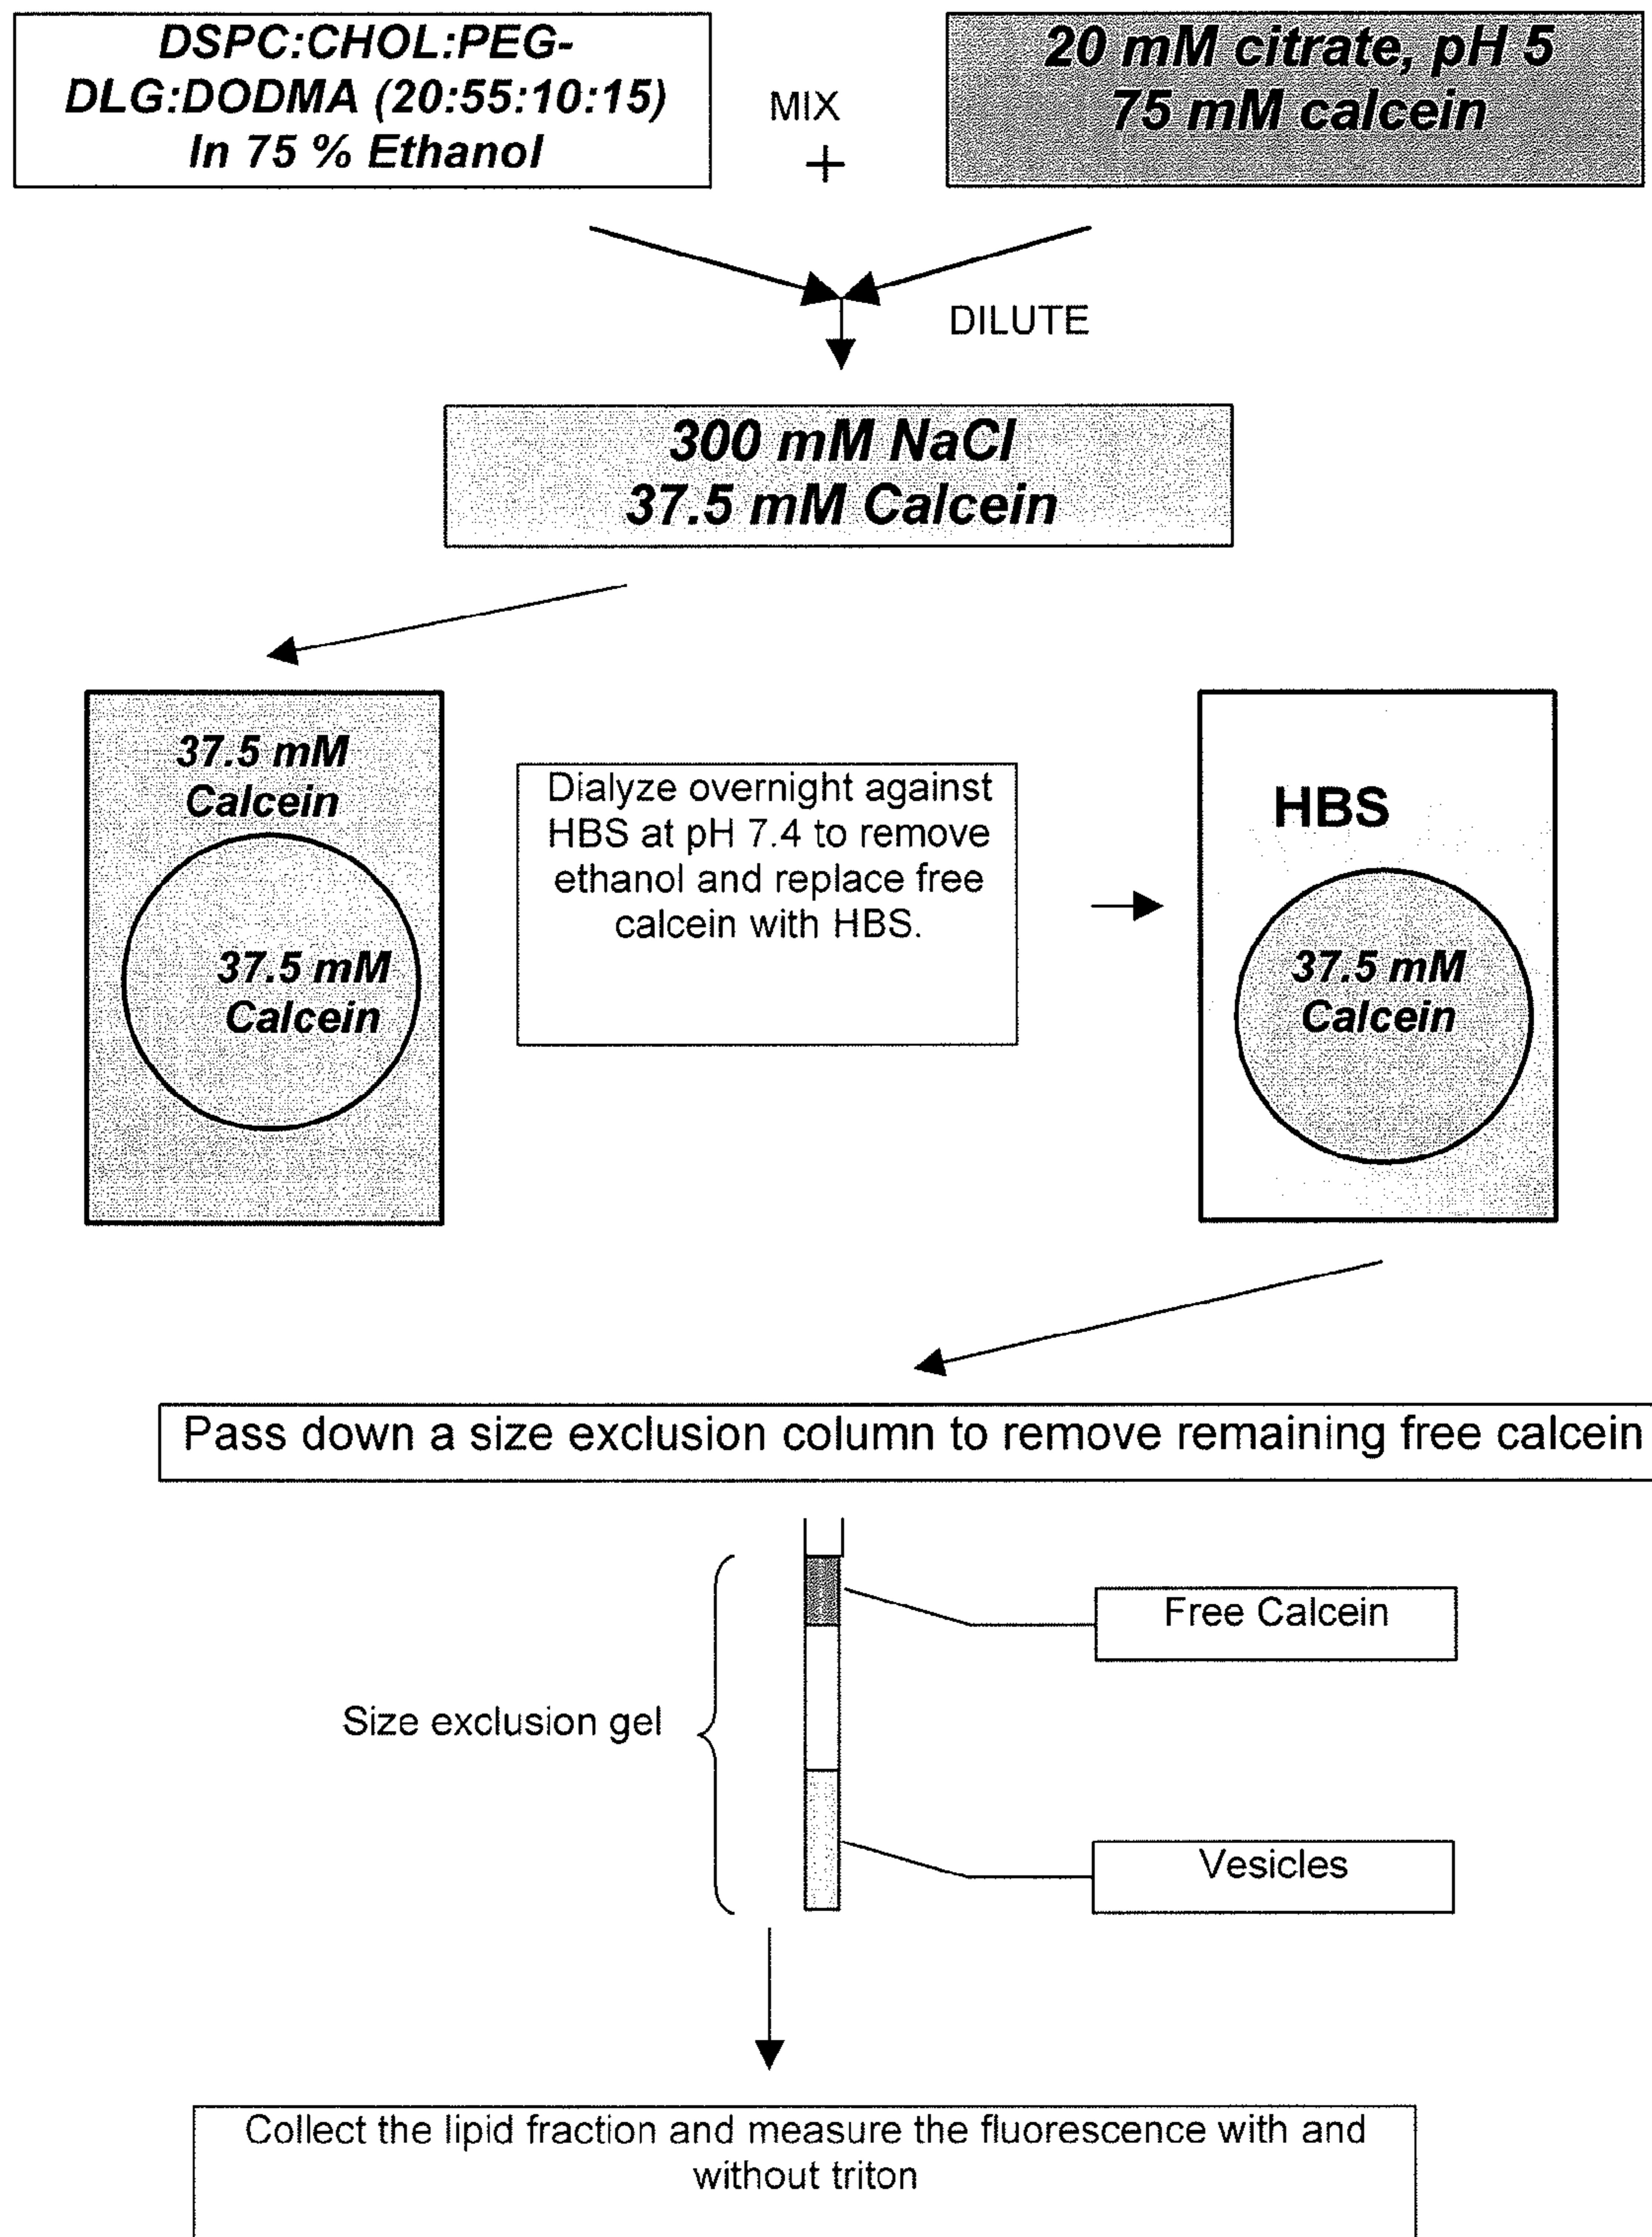 DSPC:CHOL:PEG-
DLG:DODMA (20:55:10:15)
In 75 % Ethanol
MIX
+
20 mM citrate, pH 5
75 mM calcein
DILUTE
300 mM NaCl
37.5 mM Calcein
37.5 mM
Calcein
37.5 mM
Calcein
Dialyze overnight against
HBS at pH 7.4 to remove
ethanol and replace free
calcein with HBS.
HBS
37.5 mM
Calcein
Pass down a size exclusion column to remove remaining free calcein
Free Calcein
Size exclusion gel
Vesicles
Collect the lipid fraction and measure the fluorescence with and
without triton